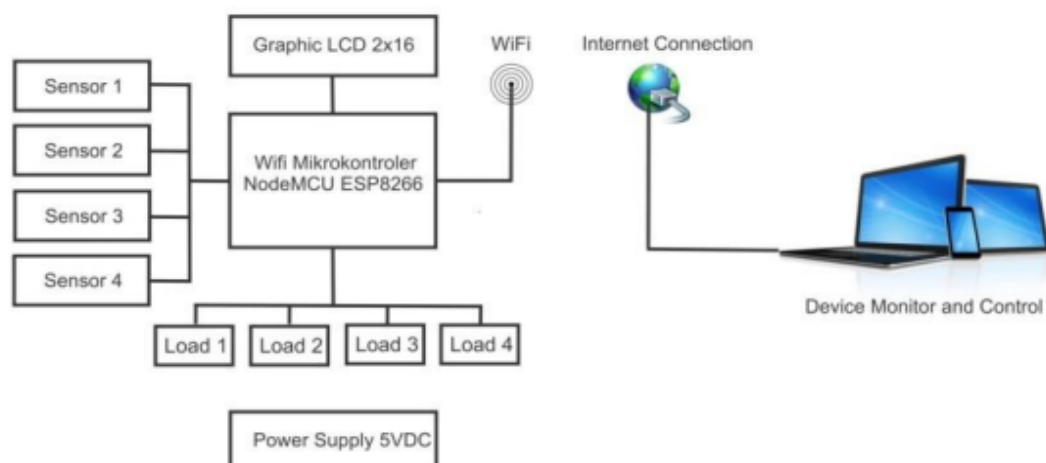 Graphic LCD 2x16
WiFi
Internet Connection
Sensor 1
Sensor 2
Sensor 3
Sensor 4
Wifi Mikrokontroler
NodeMCU ESP8266
Load 1
Load 2
Load 3
Load 4
Device Monitor and Control
Power Supply 5VDC